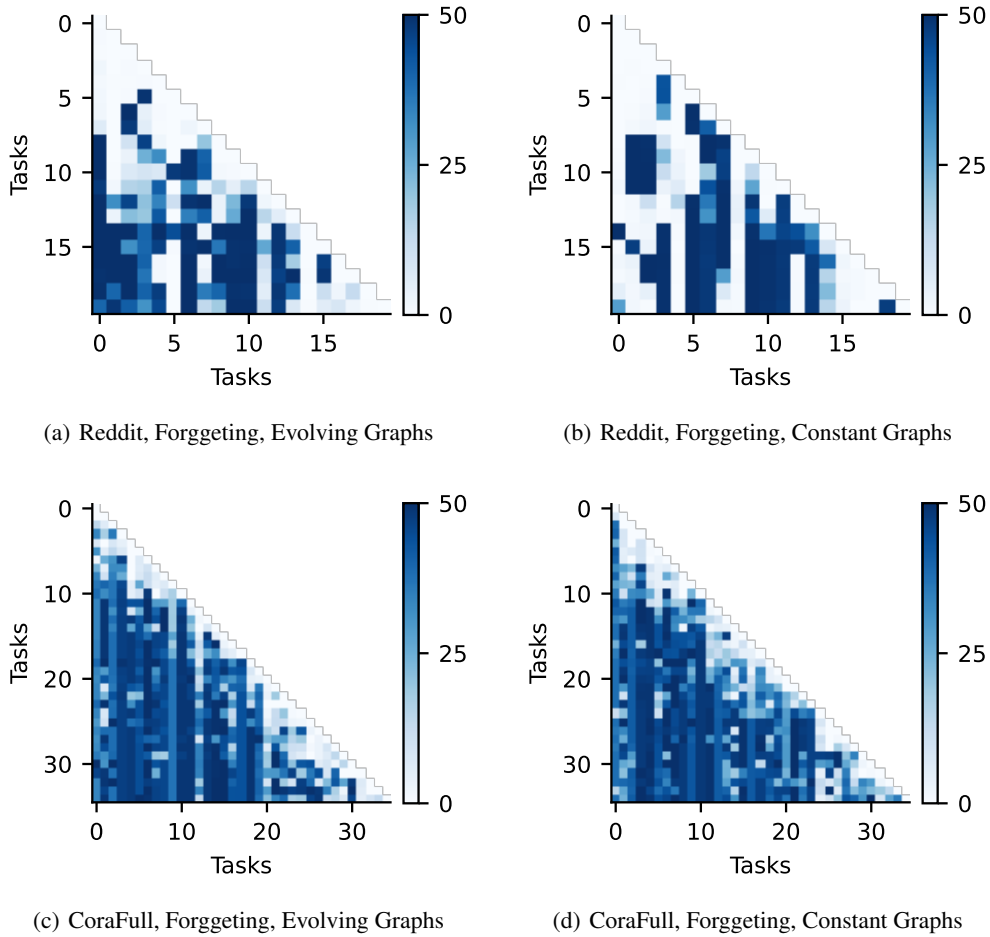 0
5
10
15
Tasks
0 5 10 15
Tasks
50
25
0
(a) Reddit, Forggeting, Evolving Graphs
0
5
10
15
Tasks
0 5 10 15
Tasks
50
25
0
(b) Reddit, Forggeting, Constant Graphs
0
10
20
30
Tasks
0 10 20 30
Tasks
50
25
0
(c) CoraFull, Forggeting, Evolving Graphs
0
10
20
30
Tasks
0 10 20 30
Tasks
50
25
0
(d) CoraFull, Forggeting, Constant Graphs